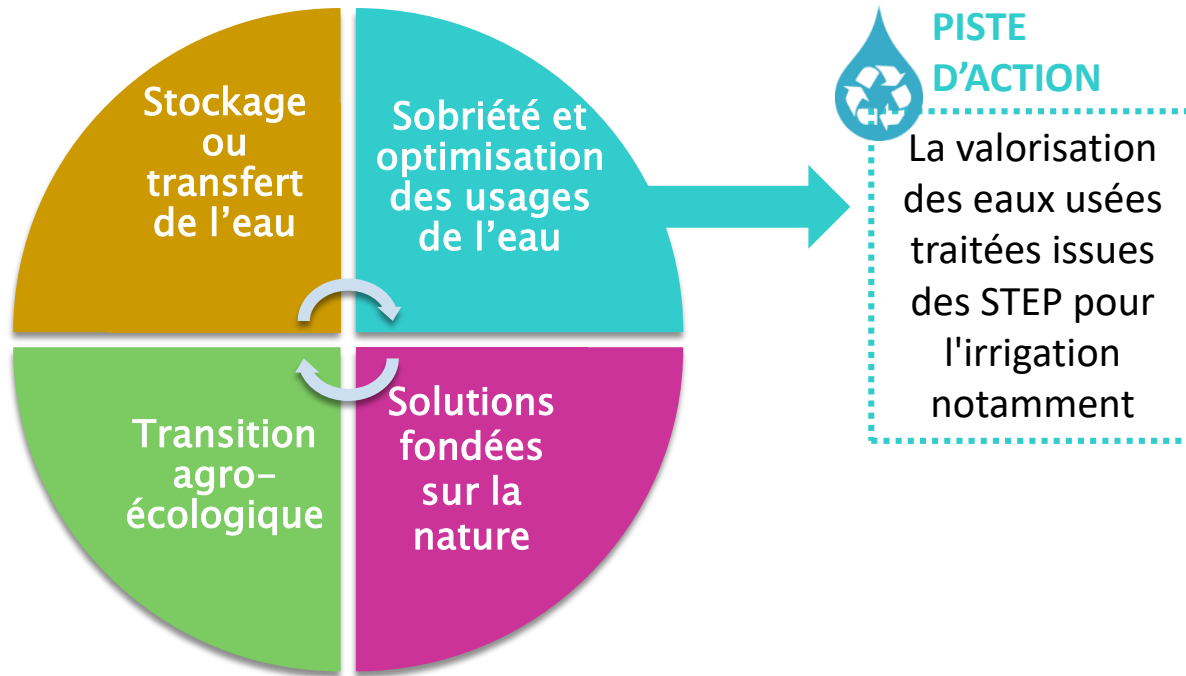 Stockage
ou
transfert
de l’eau
Sobriété et
optimisation
des usages
de l’eau
Transition
agro-
écologique
Solutions
fondées
sur la
nature
PISTE
D’ACTION
La valorisation
des eaux usées
traitées issues
des STEP pour
l'irrigation
notamment